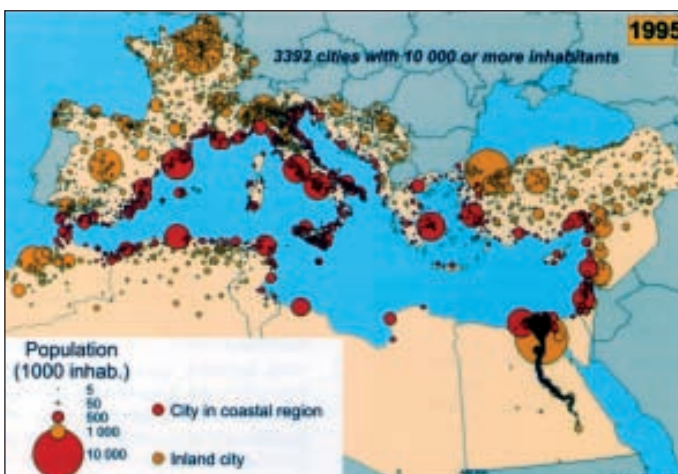 1995
3392 cities with 10 000 or more inhabitants
Population
(1000 inhab.)
5
50
500
1 000
10 000
City in coastal region
Inland city